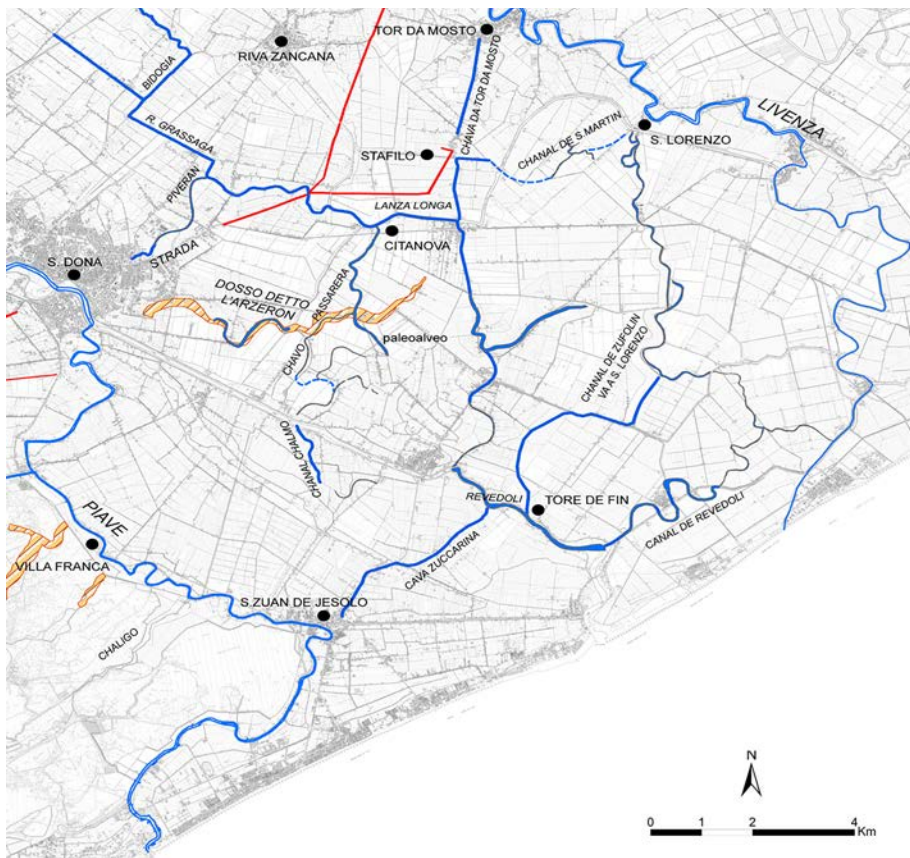 TOR DA MOSTO
RIVA ZANCANA
BIDOGIA
R. GRASSAGA
CHAVA DA TOR DA MOSTO
LIVENZA
CHANAL DE S.MARTIN
S. LORENZO
STAFILO
PIVERAN
LANZA LONGA
CITANOVA
STRADA
S. DONA
DOSSO DETTO
L'ARZERON
PASSARERA
CHAVO
paleoalveo
CHANAL DE ZUFOLIN
VA A S. LORENZO
CHANAL CHALMO
REVEDOLI
TORE DE FIN
CANAL DE REVEDOLI
PIAVE
VILLA FRANCA
CAVA ZUCCARINA
S.ZUAN DE JESOLO
CHALIGO
N
0 1 2 4
Km